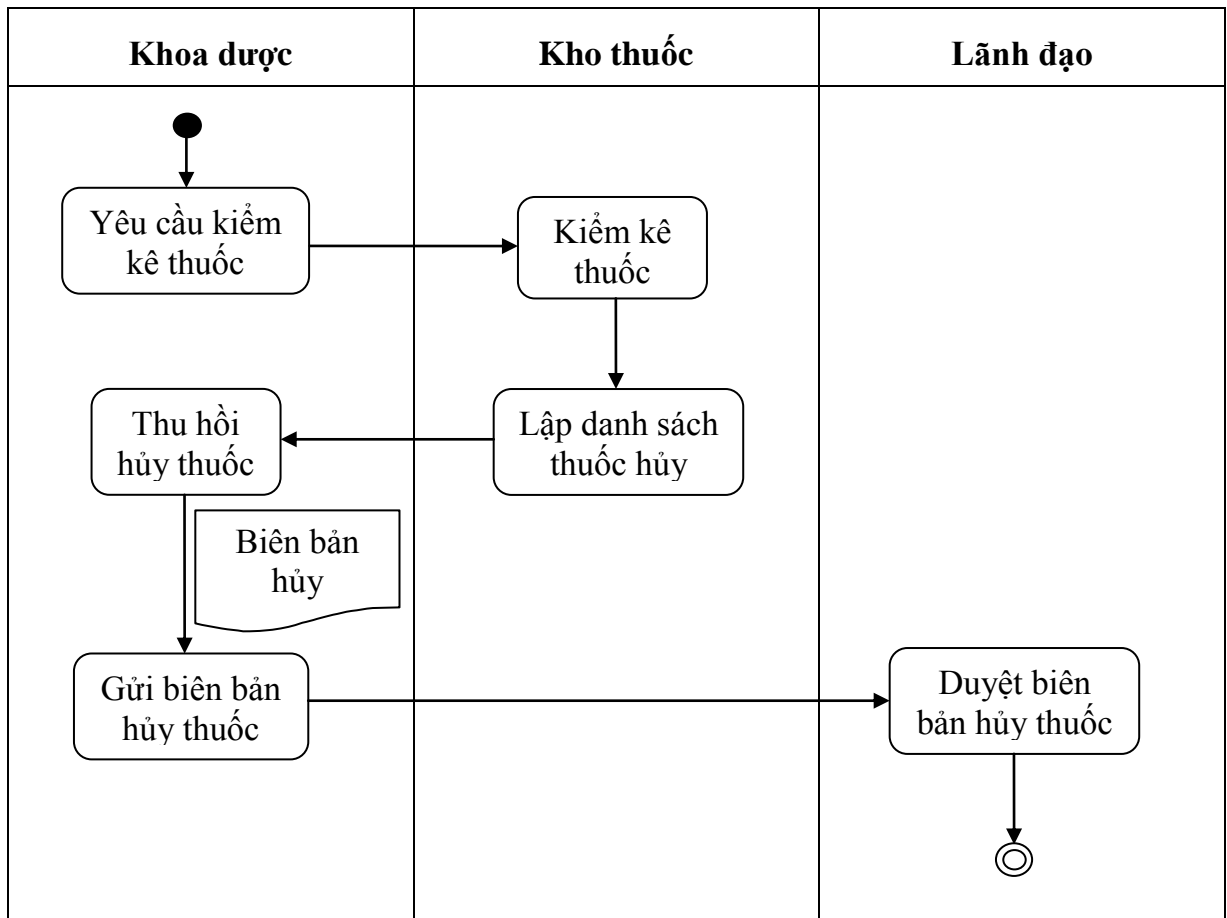 Khoa dược
Kho thuốc
Lãnh đạo
Yêu cầu kiểm
kê thuốc
Kiểm kê
thuốc
Lập danh sách
thuốc hủy
Thu hồi
hủy thuốc
Biên bản
hủy
Gửi biên bản
hủy thuốc
Duyệt biên
bản hủy thuốc